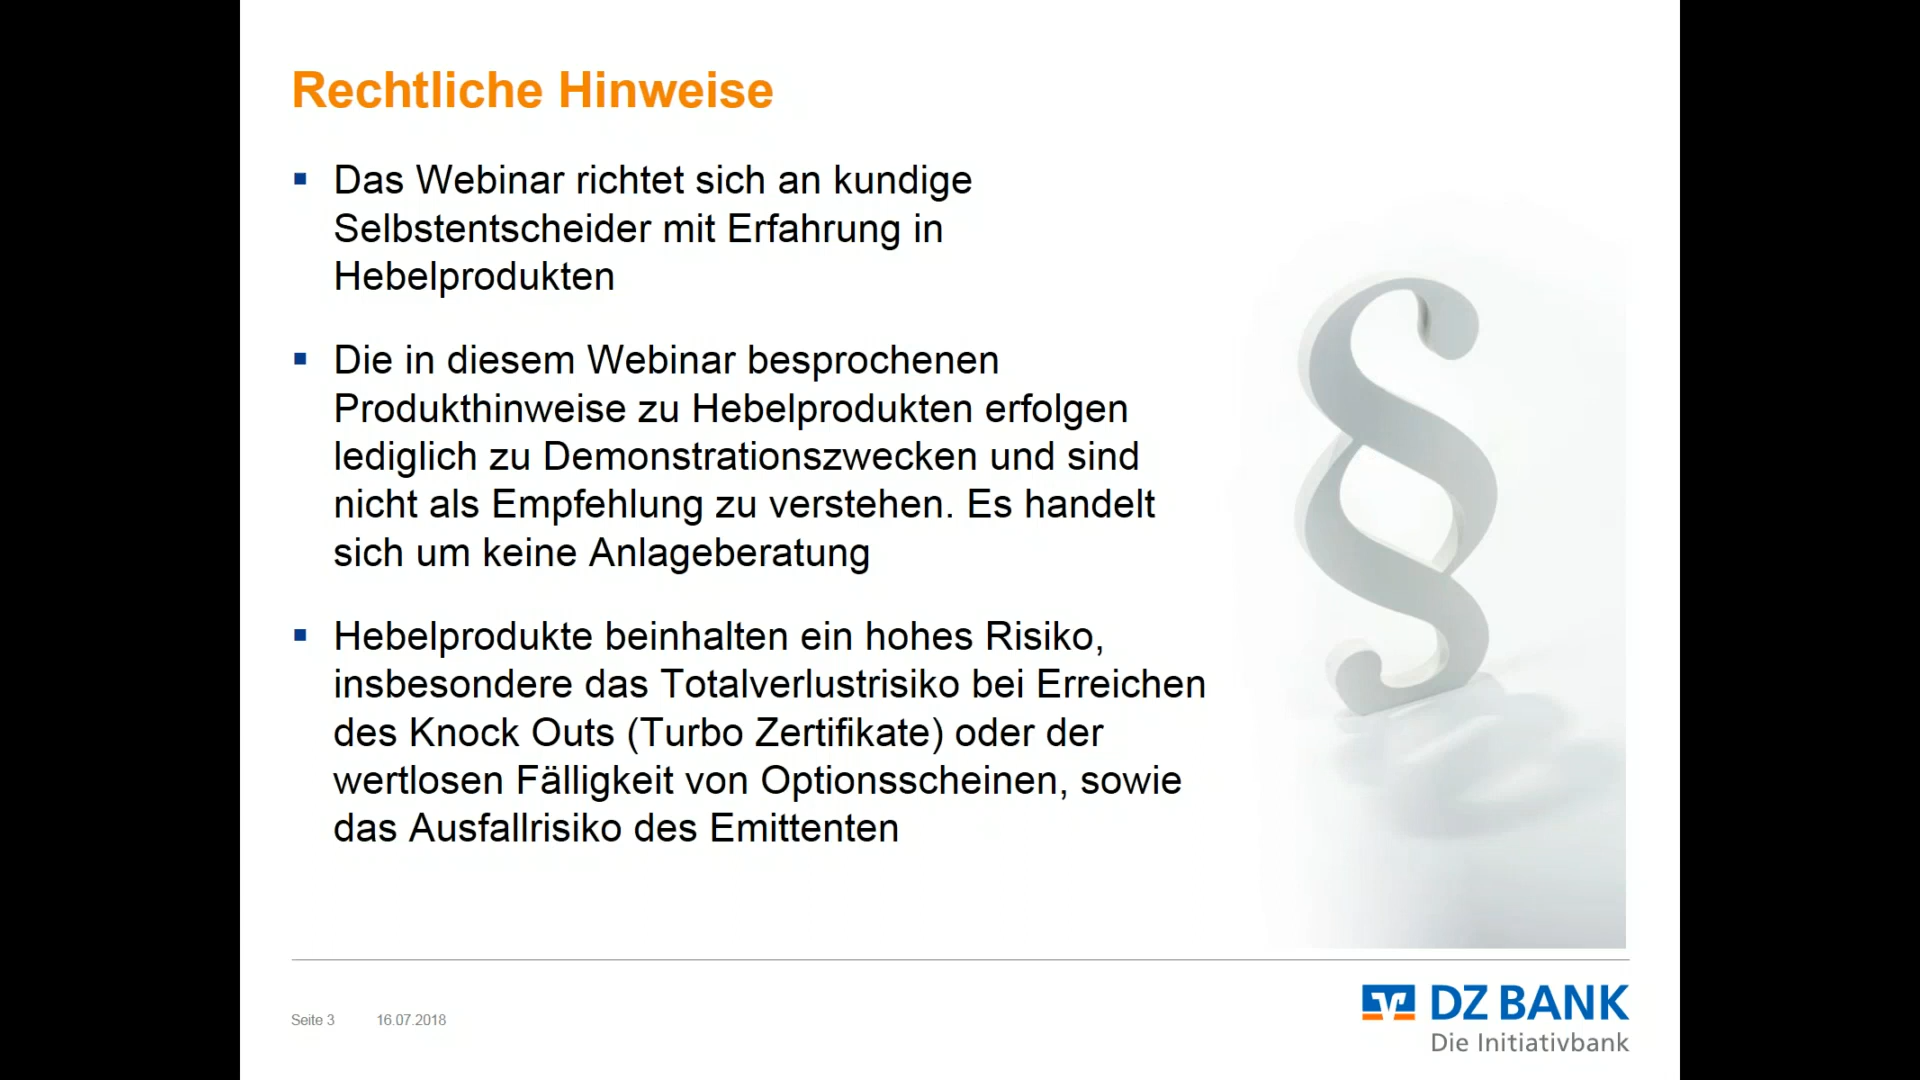 Rechtliche Hinweise
▪ Das Webinar richtet sich an kundige
Selbstentscheider mit Erfahrung in
Hebelprodukten
▪ Die in diesem Webinar besprochenen
Produkthinweise zu Hebelprodukten erfolgen
lediglich zu Demonstrationszwecken und sind
nicht als Empfehlung zu verstehen. Es handelt
sich um keine Anlageberatung
▪ Hebelprodukte beinhalten ein hohes Risiko,
insbesondere das Totalverlustrisiko bei Erreichen
des Knock Outs (Turbo Zertifikate) oder der
wertlosen Fälligkeit von Optionsscheinen, sowie
das Ausfallrisiko des Emittenten
§
Seite 3 16.07.2018
DZ BANK
Die Initiativbank